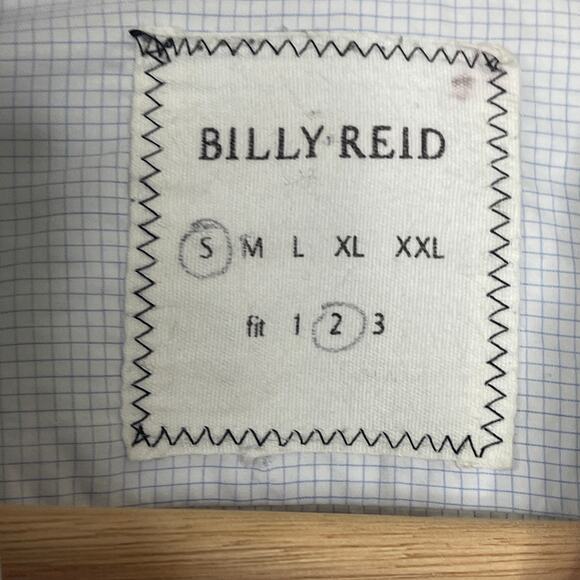 BILLY REID
S M L XL XXL
fit 1 2 3